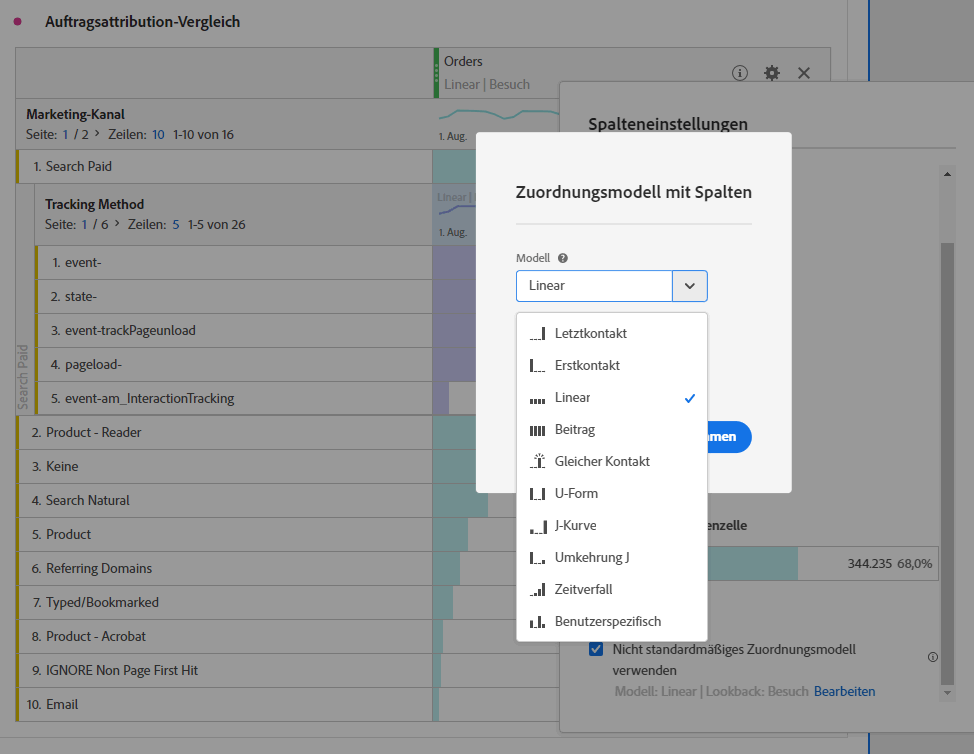 Auftragsattribution-Vergleich
Orders
Linear | Besuch
Marketing-Kanal
Seite: 1 / 2 > Zeilen: 10 1-10 von 16
1. Aug.
Spalteneinstellungen
1. Search Paid
Tracking Method
Seite: 1 / 6 > Zeilen: 5 1-5 von 26
Linear |
1. Aug.
Search Paid
1. event-
2. state-
3. event-trackPageunload
4. pageload-
5. event-am_InteractionTracking
2. Product - Reader
3. Keine
4. Search Natural
5. Product
6. Referring Domains
7. Typed/Bookmarked
8. Product - Acrobat
9. IGNORE Non Page First Hit
10. Email
Zuordnungsmodell mit Spalten
Modell
Linear
Letztkontakt
Erstkontakt
Linear
Beitrag
Gleicher Kontakt
U-Form
J-Kurve
Umkehrung J
Zeitverfall
Benutzerspezifisch
enzelle
344.235 68,0%
Nicht standardmäßiges Zuordnungsmodell
verwenden
Modell: Linear | Lookback: Besuch Bearbeiten